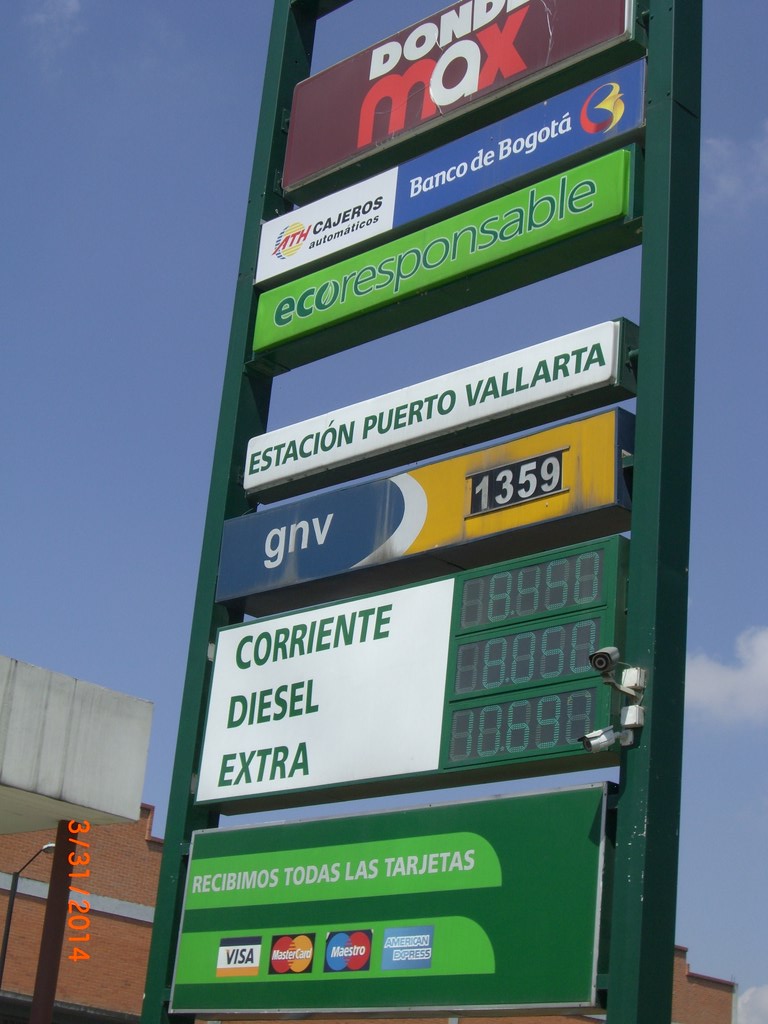 DONDE
max
ATH CAJEROS automáticos
Banco de Bogotá
ecoresponsable
ESTACIÓN PUERTO VALLARTA
gnv 1359
CORRIENTE
DIESEL
EXTRA
RECIBIMOS TODAS LAS TARJETAS
VISA MasterCard Maestro AMERICAN EXPRESS
3/31/2014